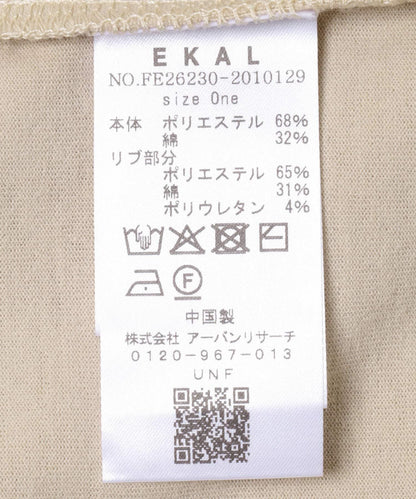 EKAL
NO.FE26230-2010129
size One
本体 ポリエステル 68%
綿 32%
リブ部分
ポリエステル 65%
綿 31%
ポリウレタン 4%
F
中国製
株式会社 アーバンリサーチ
0120-967-013
UNF